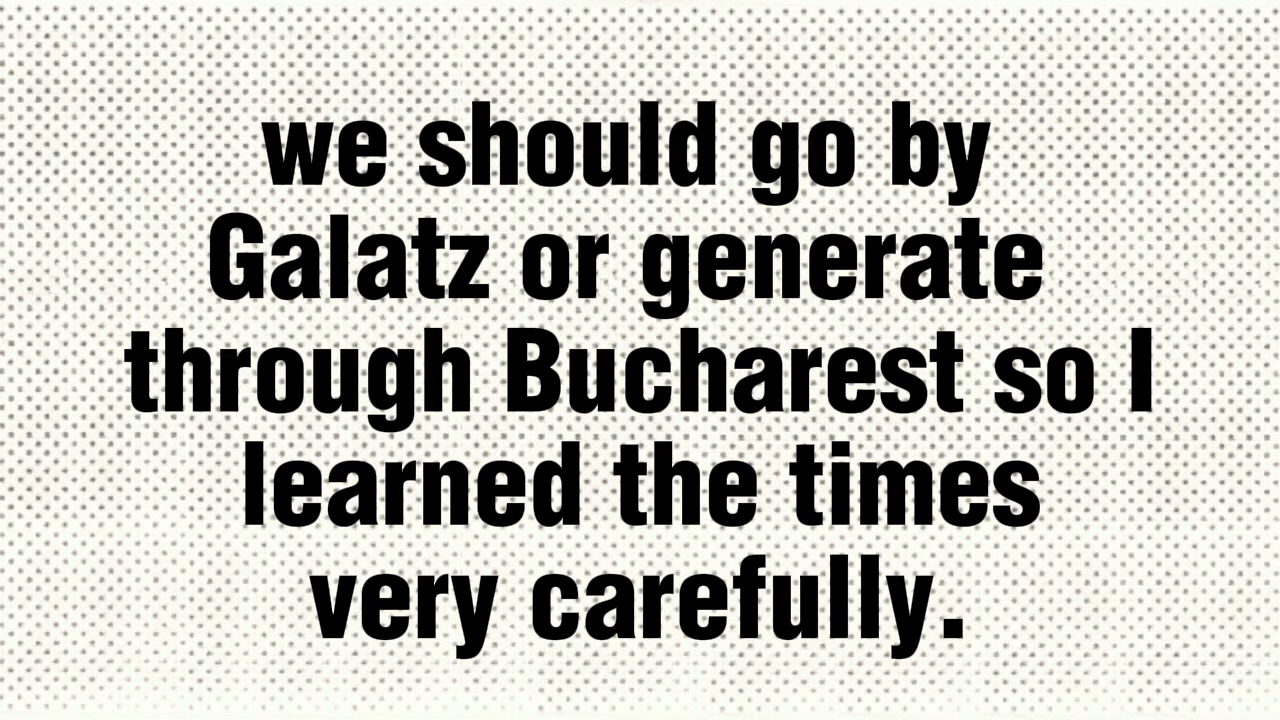 we should go by
Galatz or generate
through Bucharest so I
learned the times
very carefully.